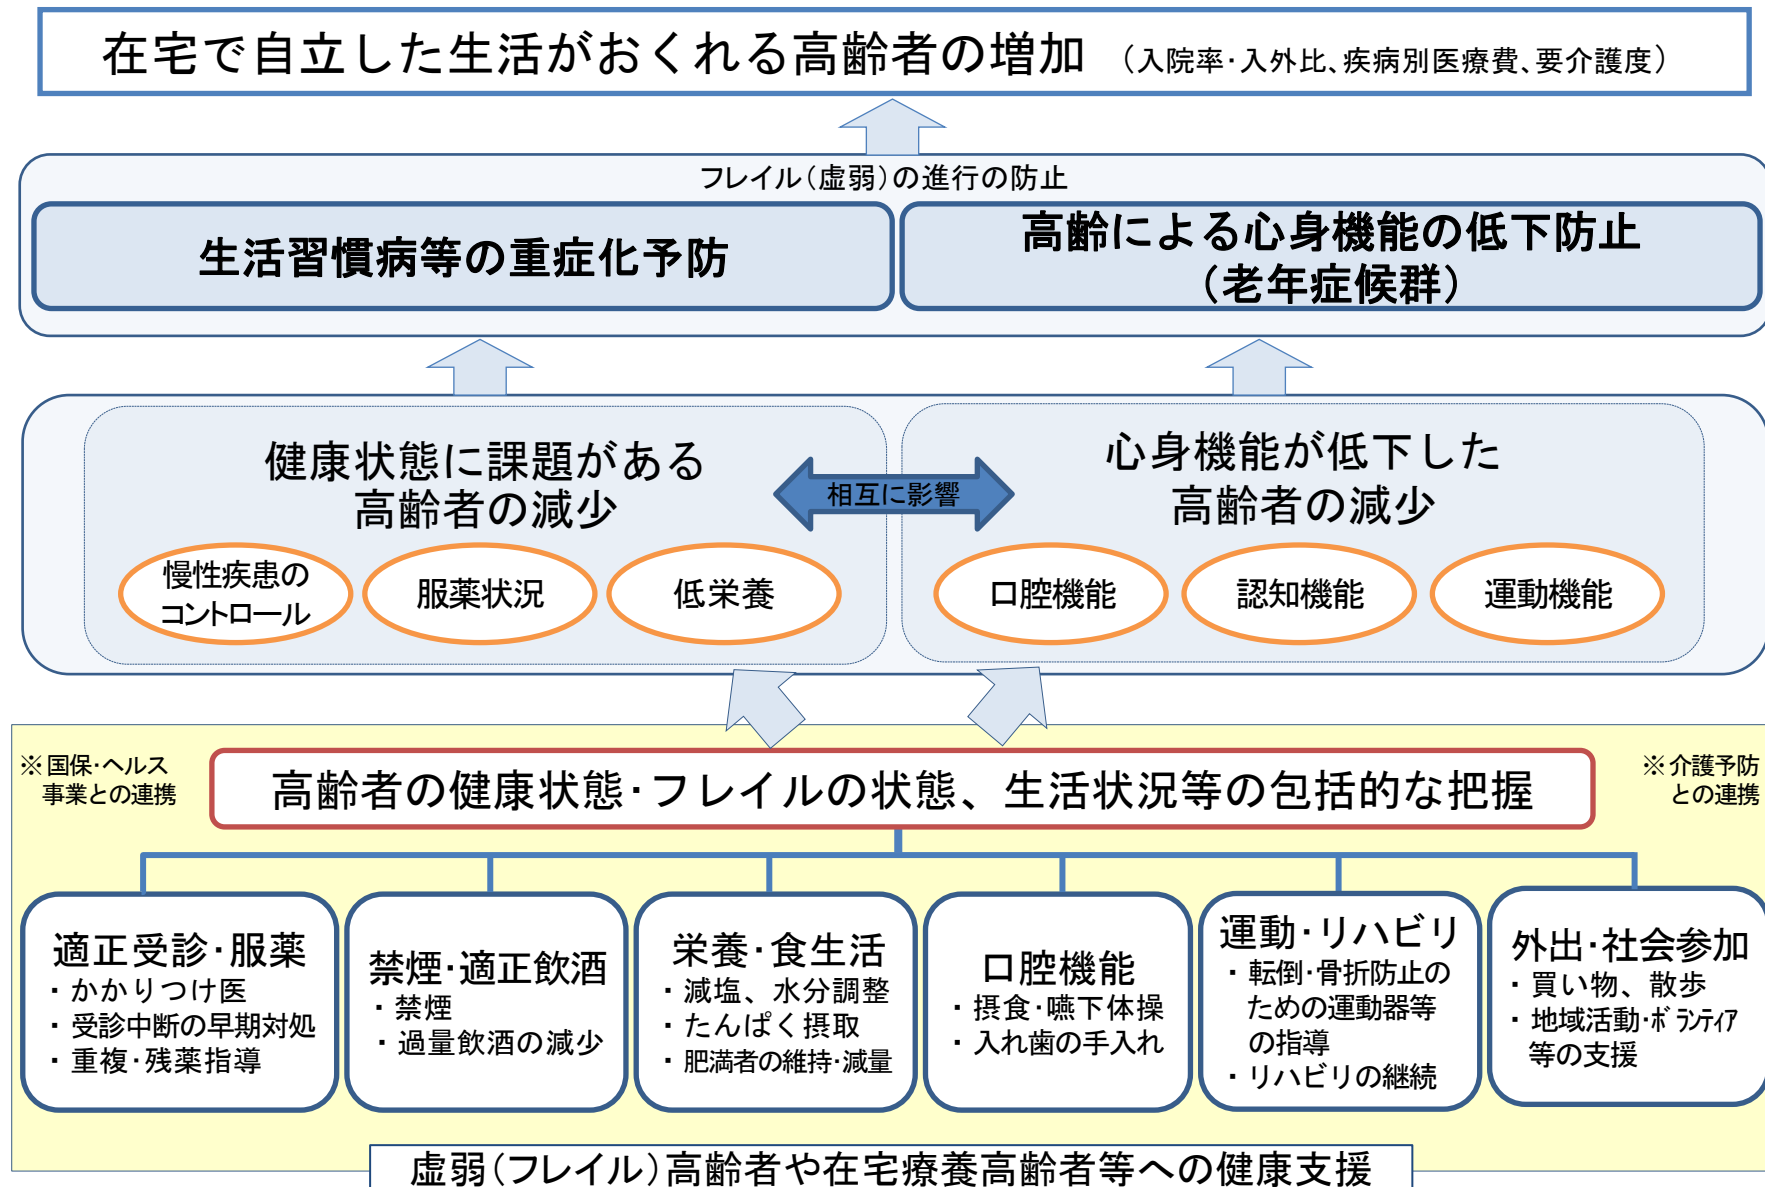 在宅で自立した生活がおくれる高齢者の増加 （入院率・入外比、疾病別医療費、要介護度）
フレイル（虚弱）の進行の防止
生活習慣病等の重症化予防
高齢による心身機能の低下防止
（老年症候群）
健康状態に課題がある
高齢者の減少
相互に影響
心身機能が低下した
高齢者の減少
慢性疾患の
コントロール
服薬状況
低栄養
口腔機能
認知機能
運動機能
※国保・ヘルス
事業との連携
高齢者の健康状態・フレイルの状態、生活状況等の包括的な把握
※介護予防
との連携
適正受診・服薬
・かかりつけ医
・受診中断の早期対処
・重複・残薬指導
禁煙・適正飲酒
・禁煙
・過量飲酒の減少
栄養・食生活
・減塩、水分調整
・たんぱく摂取
・肥満者の維持・減量
口腔機能
・摂食・嚥下体操
・入れ歯の手入れ
運動・リハビリ
・転倒・骨折防止の
ための運動器等
の指導
・リハビリの継続
外出・社会参加
・買い物、散歩
・地域活動・ボランティア
等の支援
虚弱（フレイル）高齢者や在宅療養高齢者等への健康支援